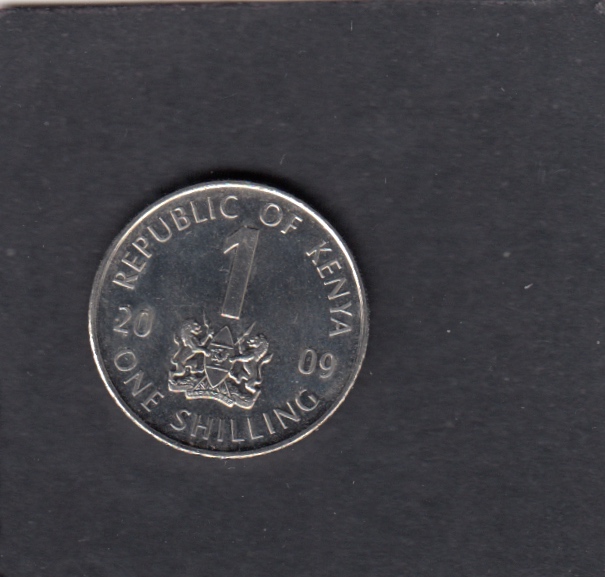 REPUBLIC OF KENYA
1
20 09
ONE SHILLING